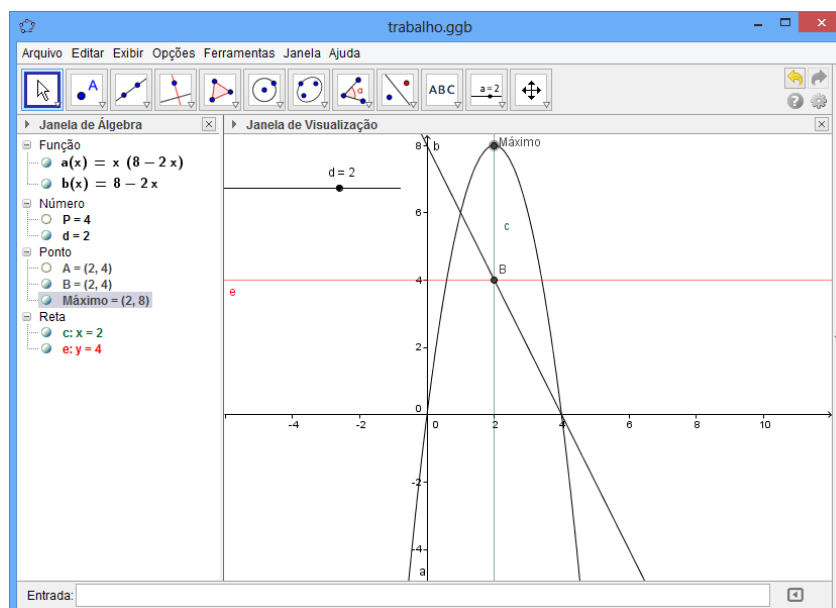 trabalho.ggb
Arquivo Editar Exibir Opções Ferramentas Janela Ajuda
A
α
ABC
a=2
Janela de Álgebra
Função
a(x) = x (8 – 2 x)
b(x) = 8 – 2 x
Número
P = 4
d = 2
Ponto
A = (2, 4)
B = (2, 4)
Máximo = (2, 8)
Reta
c: x = 2
e: y = 4
Janela de Visualização
d = 2
8
b
Máximo
6
c
4
B
e
2
0
-4
-2
0
2
4
6
8
10
-2
-4
a
Entrada: